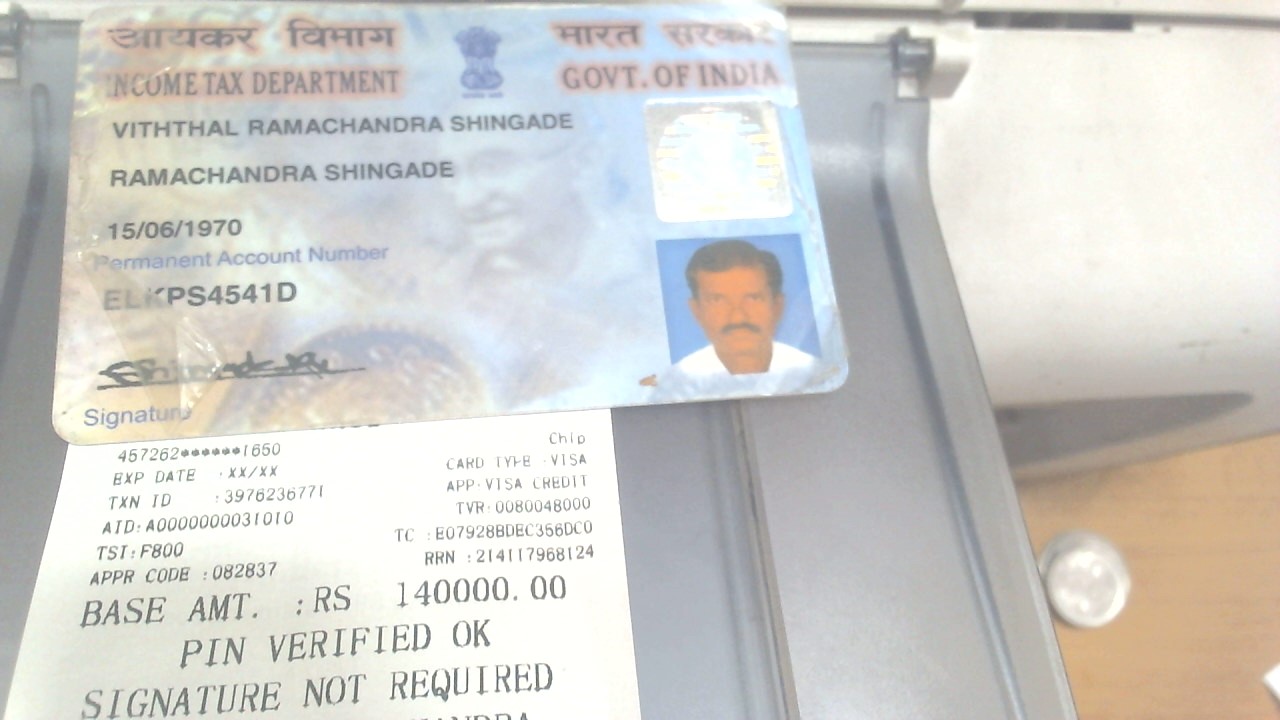 आयकर विभाग भारत सरकार
INCOME TAX DEPARTMENT GOVT. OF INDIA
VITHTHAL RAMACHANDRA SHINGADE
RAMACHANDRA SHINGADE
15/06/1970
Permanent Account Number
PS4541D
Signature
457262******1650 Chip
EXP DATE :XX/XX CARD TYPE :VISA
TXN ID :3976236771 APP:VISA CREDIT
AID:A0000000031010 TVR:0080048000
TSI:F800 TC :E07928BDEC356DC0
APPR CODE :082837 RRN :214117968124
BASE AMT. :RS 140000.00
PIN VERIFIED OK
SIGNATURE NOT REQUIRED